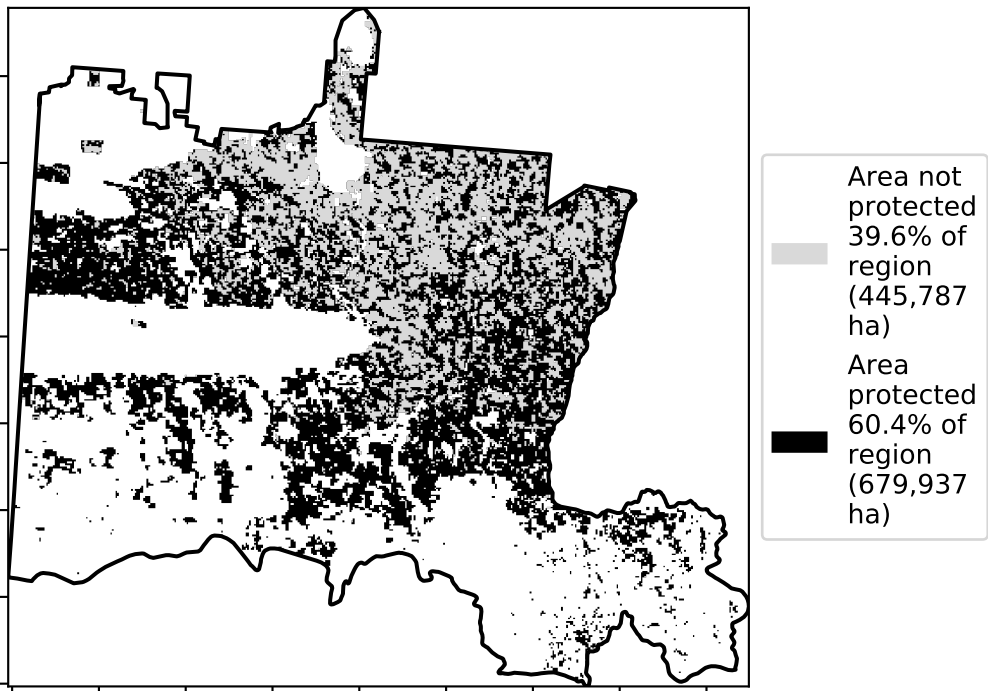 Area not
protected
39.6% of
region
(445,787
ha)
Area
protected
60.4% of
region
(679,937
ha)